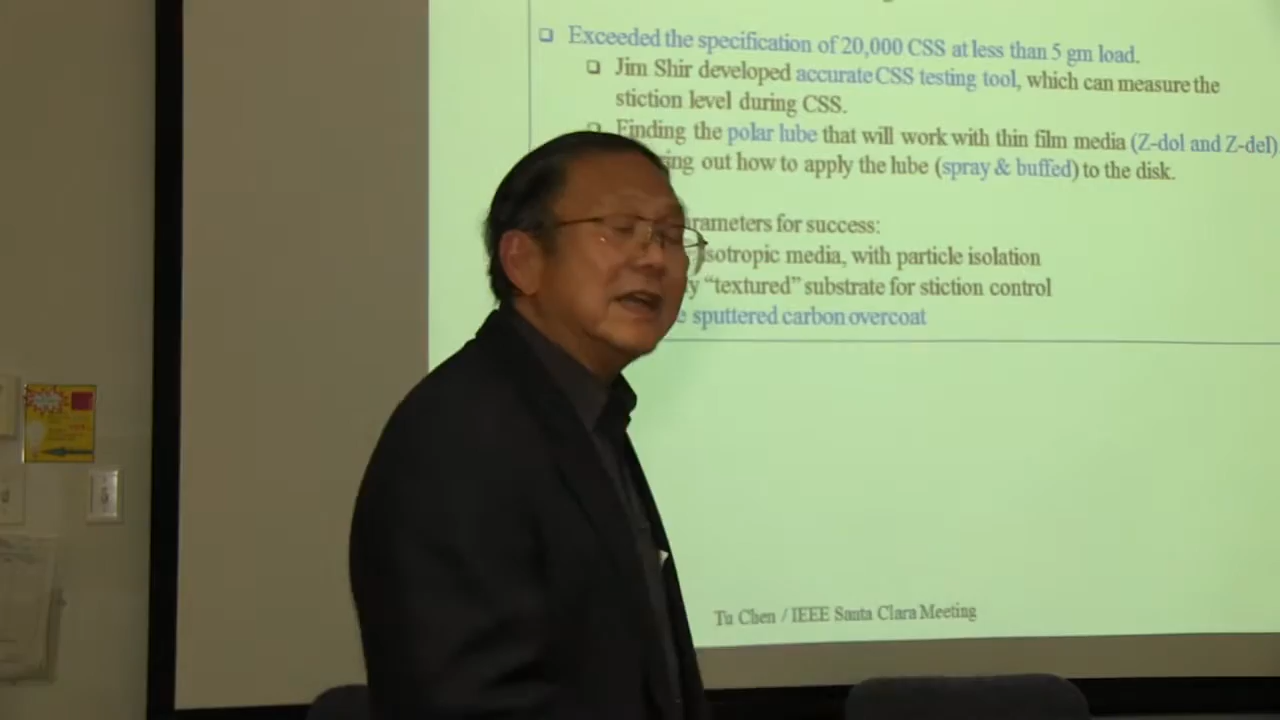 ❑ Exceeded the specification of 20,000 CSS at less than 5 gm load.
❑ Jim Shir developed accurate CSS testing tool, which can measure the
stiction level during CSS.
❑ Finding the polar lube that will work with thin film media (Z-dol and Z-del)
out how to apply the lube (spray & buffed) to the disk.
for success:
media, with particle isolation
"textured" substrate for stiction control
sputtered carbon overcoat
Tu Chen / IEEE Santa Clara Meeting